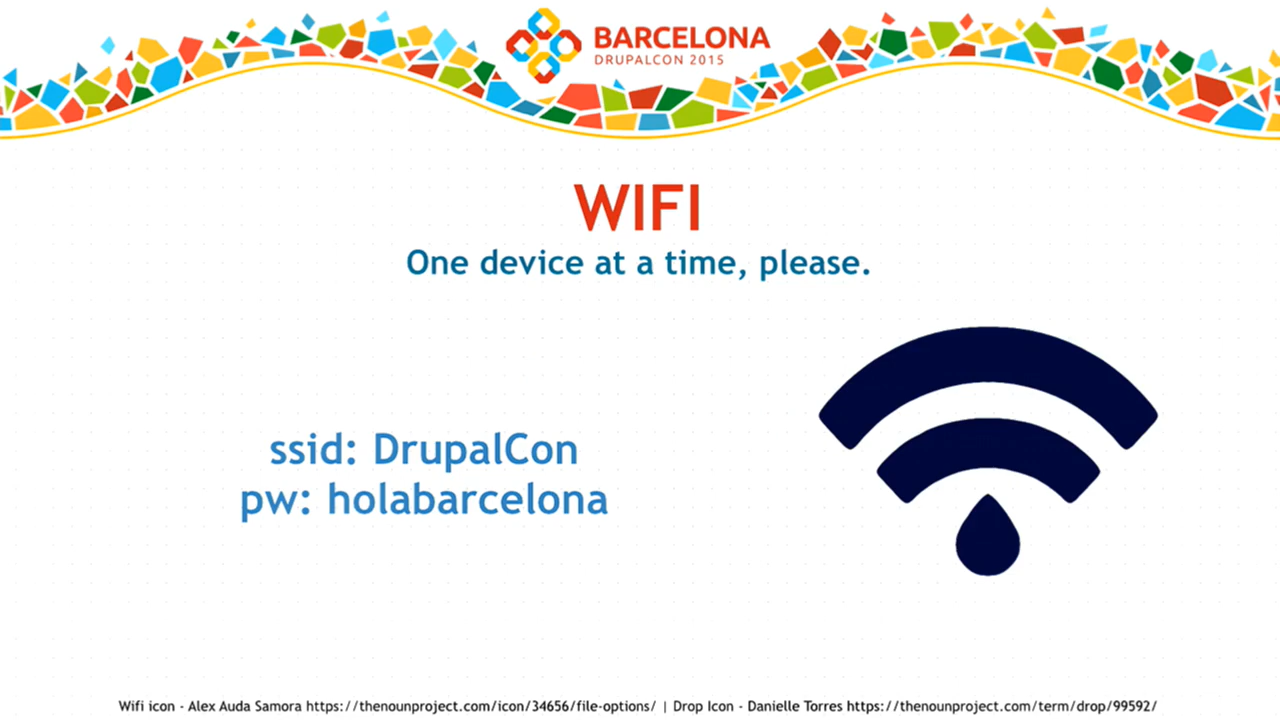 BARCELONA
DRUPALCON 2015
WIFI
One device at a time, please.
ssid: DrupalCon
pw: holabarcelona
Wifi icon - Alex Auda Samora https://thenounproject.com/icon/34656/file-options/ | Drop Icon - Danielle Torres https://thenounproject.com/term/drop/99592/